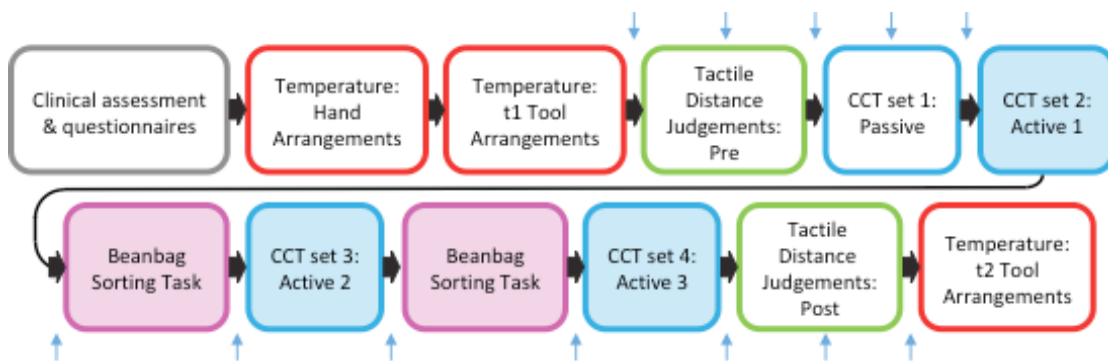 Clinical assessment
& questionnaires
Temperature:
Hand
Arrangements
Temperature:
t1 Tool
Arrangements
Tactile
Distance
Judgements:
Pre
CCT set 1:
Passive
CCT set 2:
Active 1
Beanbag
Sorting Task
CCT set 3:
Active 2
Beanbag
Sorting Task
CCT set 4:
Active 3
Tactile
Distance
Judgements:
Post
Temperature:
t2 Tool
Arrangements